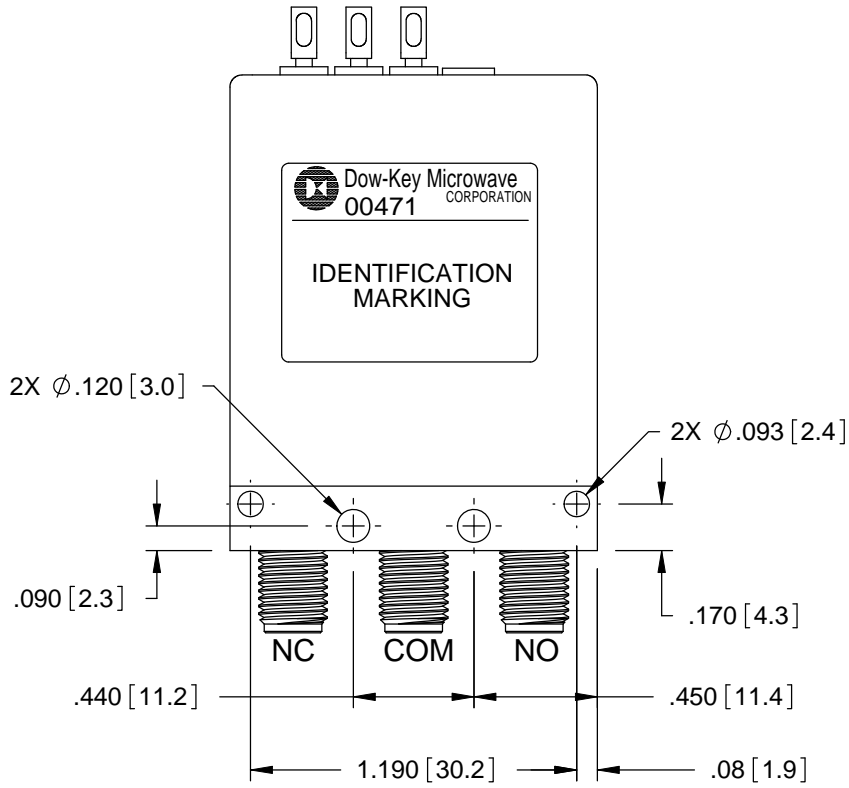 Dow-Key Microwave
CORPORATION
00471
IDENTIFICATION
MARKING
2X ∅.120 [3.0]
2X ∅.093 [2.4]
.090 [2.3]
.170 [4.3]
NC COM NO
.440 [11.2]
.450 [11.4]
1.190 [30.2]
.08 [1.9]